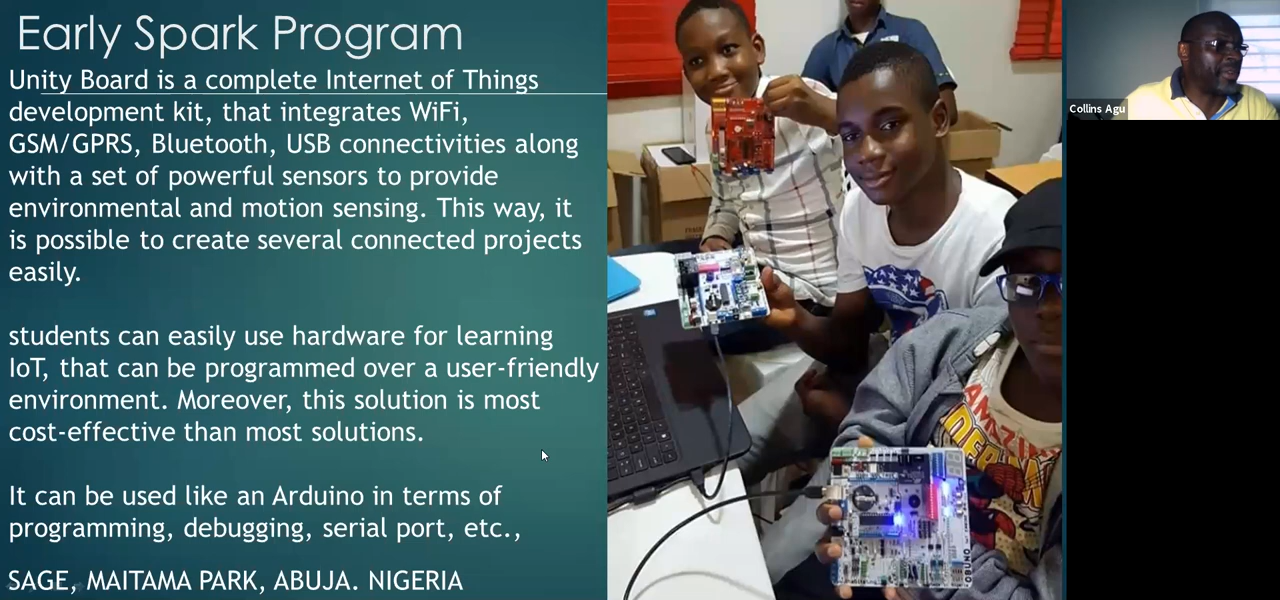 Early Spark Program
Unity Board is a complete Internet of Things
development kit, that integrates WiFi,
GSM/GPRS, Bluetooth, USB connectivities along
with a set of powerful sensors to provide
environmental and motion sensing. This way, it
is possible to create several connected projects
easily.
students can easily use hardware for learning
IoT, that can be programmed over a user-friendly
environment. Moreover, this solution is most
cost-effective than most solutions.
It can be used like an Arduino in terms of
programming, debugging, serial port, etc.,
SAGE, MAITAMA PARK, ABUJA. NIGERIA
Collins Agu